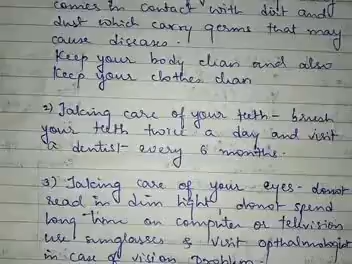 comes in contact with dirt and
dust which carry germs that may
cause diseases.
Keep your body clean and also
Keep your clothes clean
2) Taking care of your teeth - brush
your teeth twice a day and visit
a dentist - every 6 months.
3) Taking care of your eyes - donot
read in dim light, donot spend
long-time on computer or television
use sunglasses & visit opthalmologist
in case of vision problem.